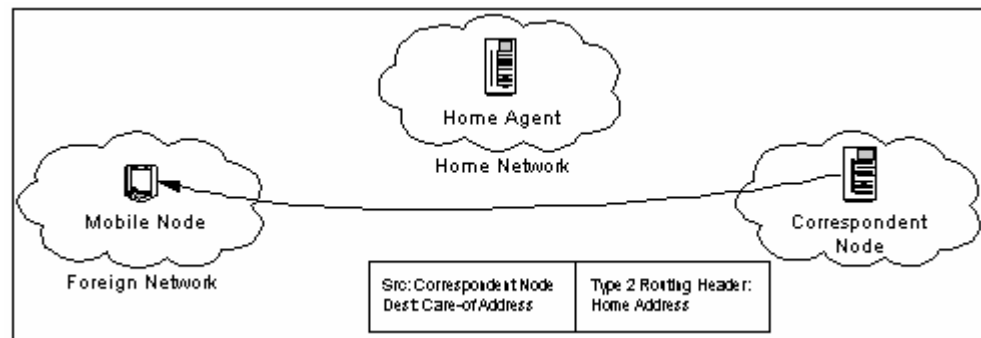 Home Agent
Home Network
Mobile Node
Foreign Network
Correspondent
Node
Src: Correspondent Node
Dest: Care-of Address
Type 2 Routing Header:
Home Address